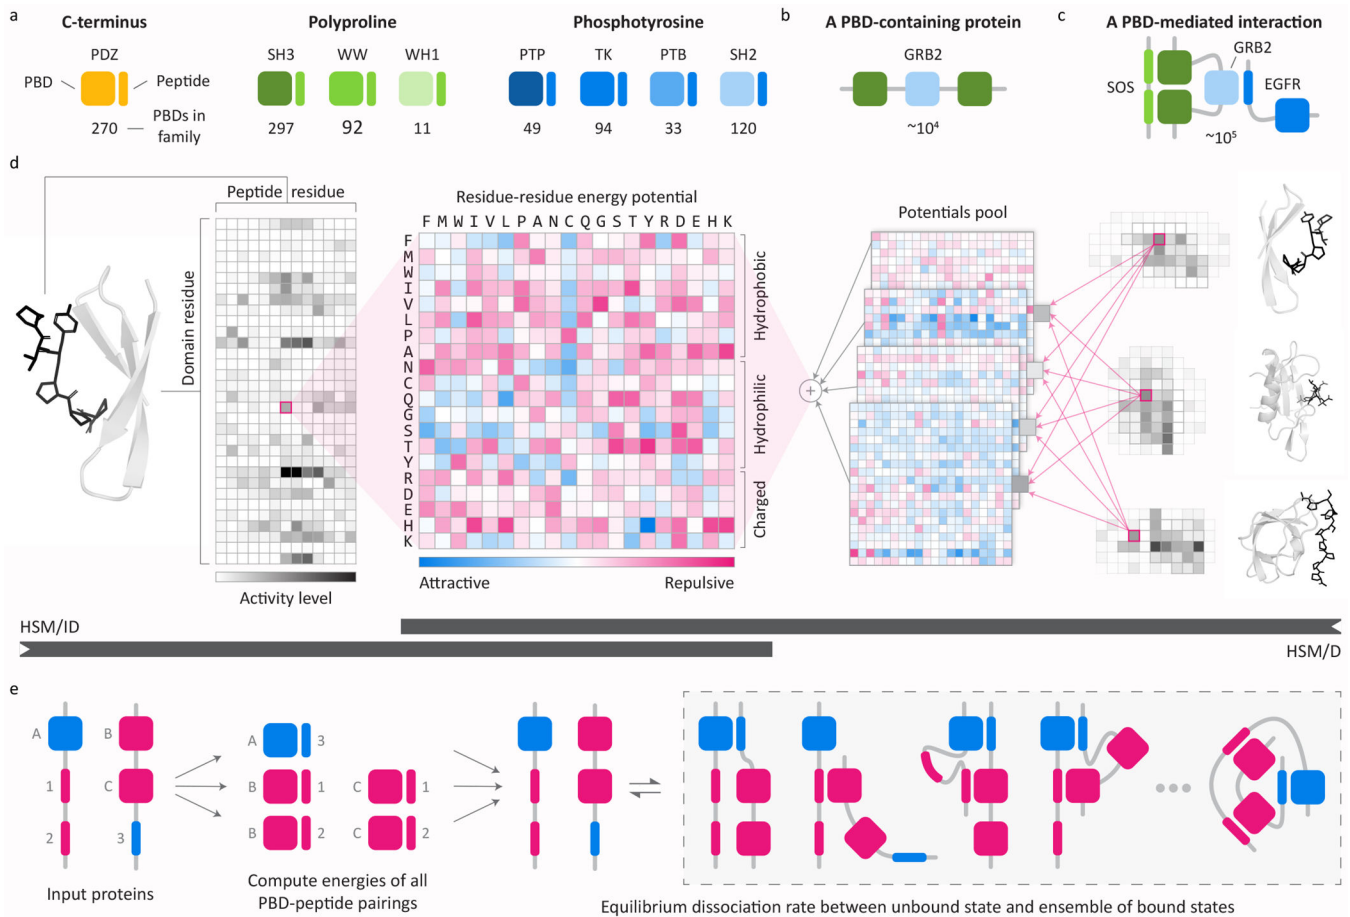 a
C-terminus
Polyproline
Phosphotyrosine
PDZ
SH3
WW
WH1
PTP
TK
PTB
SH2
PBD
Peptide
270
PBDs in
family
297
92
11
49
94
33
120
b
A PBD-containing protein
GRB2
~10⁴
c
A PBD-mediated interaction
GRB2
SOS
EGFR
~10⁵
d
Peptide residue
Domain residue
Activity level
Residue-residue energy potential
F M W I V L P A N C Q G S T Y R D E H K
F
M
W
I
V
L
P
A
N
C
Q
G
S
T
Y
R
D
E
H
K
Hydrophobic
Hydrophilic
Charged
Attractive
Repulsive
Potentials pool
+
HSM/ID
HSM/D
e
A
B
1
C
2
3
Input proteins
A
3
B
1
C
1
B
2
C
2
Compute energies of all
PBD-peptide pairings
Equilibrium dissociation rate between unbound state and ensemble of bound states